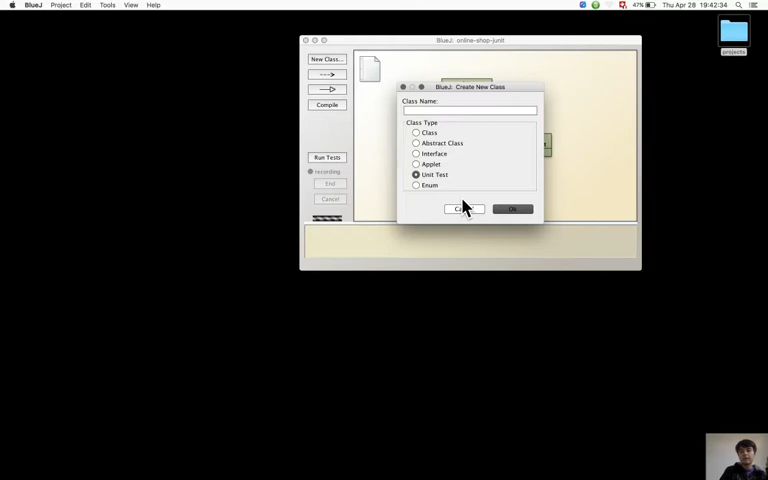 BlueJ Project Edit Tools View Help 47% Thu Apr 28 19:42:34
projects
BlueJ: online-shop-junit
New Class...
Compile
Run Tests
recording
End
Cancel
BlueJ: Create New Class
Class Name:
Class Type
Class
Abstract Class
Interface
Applet
Unit Test
Enum
Ok